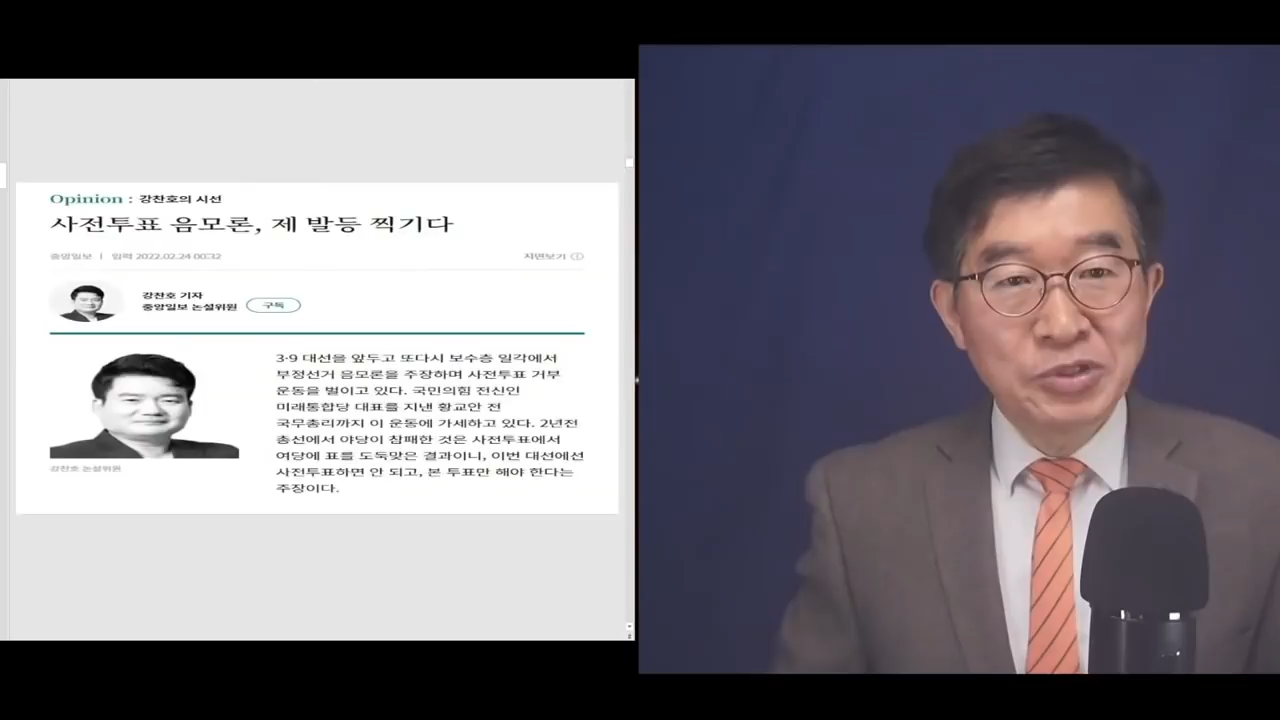 Opinion : 강찬호의 시선
사전투표 음모론, 제 발등 찍기다
중앙일보 | 입력 2022.02.24 00:32
지면보기 ⓘ
강찬호 기자
중앙일보 논설위원
구독
3·9 대선을 앞두고 또다시 보수층 일각에서
부정선거 음모론을 주장하며 사전투표 거부
운동을 벌이고 있다. 국민의힘 전신인
미래통합당 대표를 지낸 황교안 전
국무총리까지 이 운동에 가세하고 있다. 2년전
총선에서 야당이 참패한 것은 사전투표에서
여당에 표를 도둑맞은 결과이니, 이번 대선에선
사전투표하면 안 되고, 본 투표만 해야 한다는
주장이다.
강찬호 논설위원